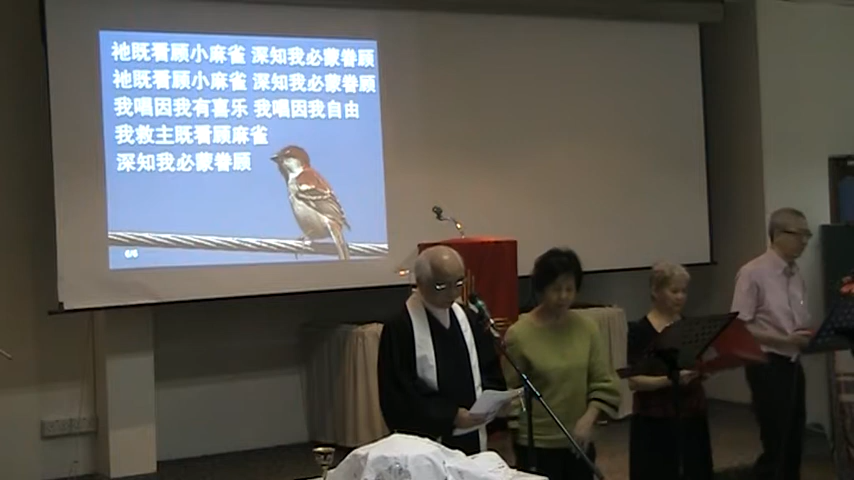 祂既看顾小麻雀 深知我必蒙眷顾
祂既看顾小麻雀 深知我必蒙眷顾
我唱因我有喜乐 我唱因我自由
我救主既看顾麻雀
深知我必蒙眷顾
6/6